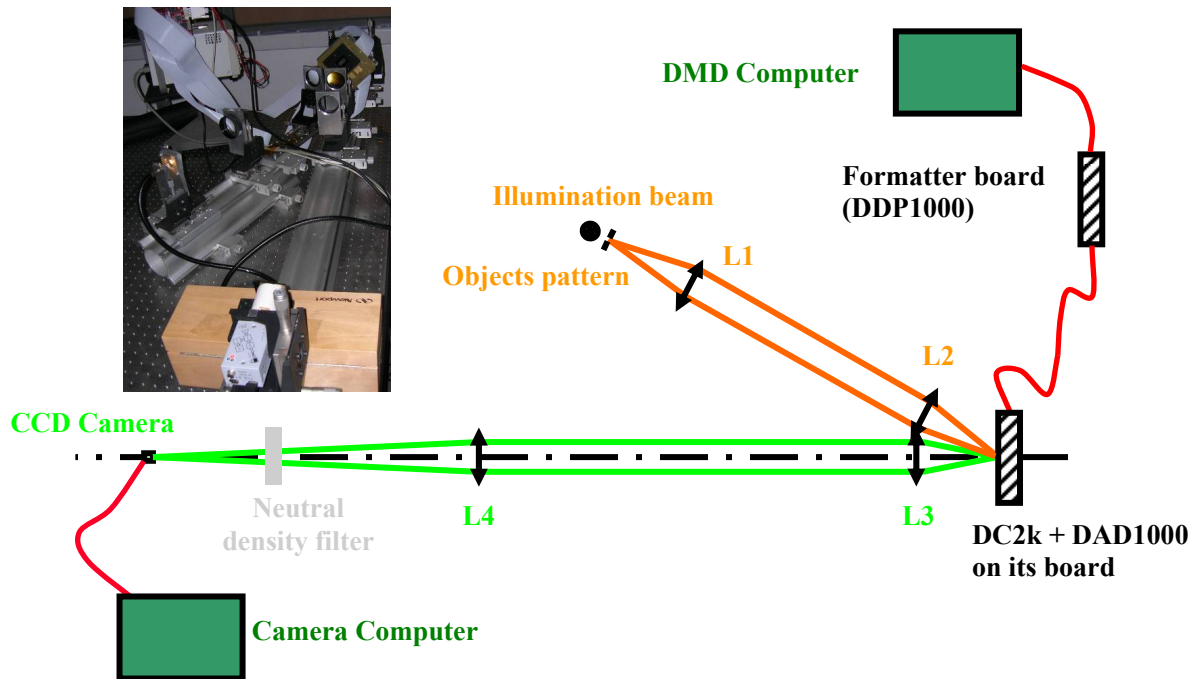 DMD Computer
Formatter board
(DDP1000)
Illumination beam
Objects pattern
L1
L2
CCD Camera
Neutral
density filter
L4
L3
DC2k + DAD1000
on its board
Camera Computer
Newport